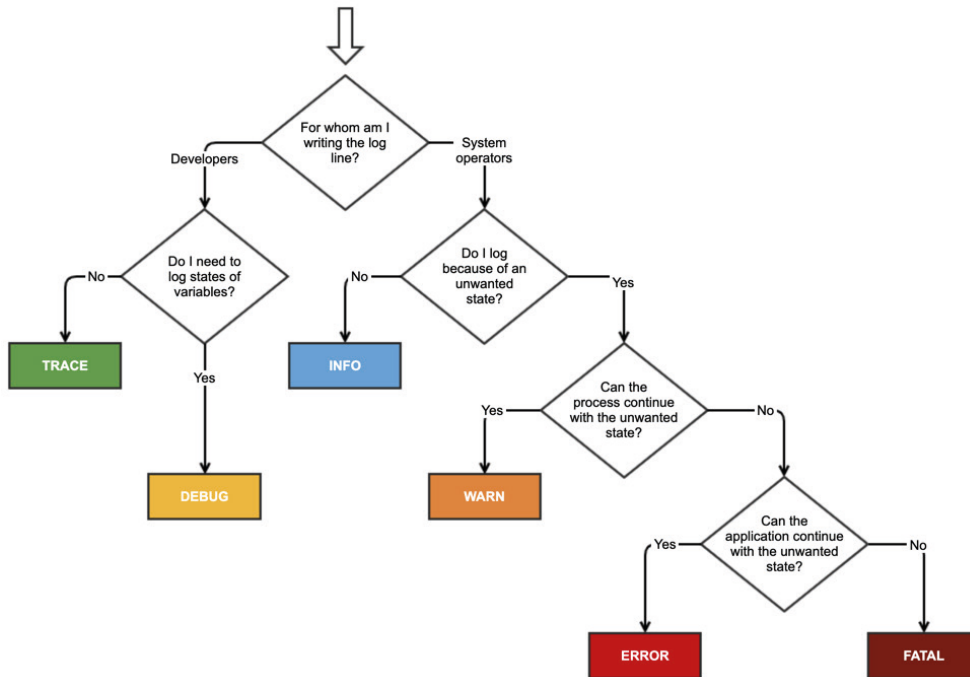 For whom am I
writing the log
line?
Developers
System
operators
Do I need to
log states of
variables?
Do I log
because of an
unwanted
state?
No
No
Yes
TRACE
INFO
Yes
Can the
process continue
with the unwanted
state?
Yes
No
DEBUG
WARN
Can the
application continue
with the unwanted
state?
Yes
No
ERROR
FATAL